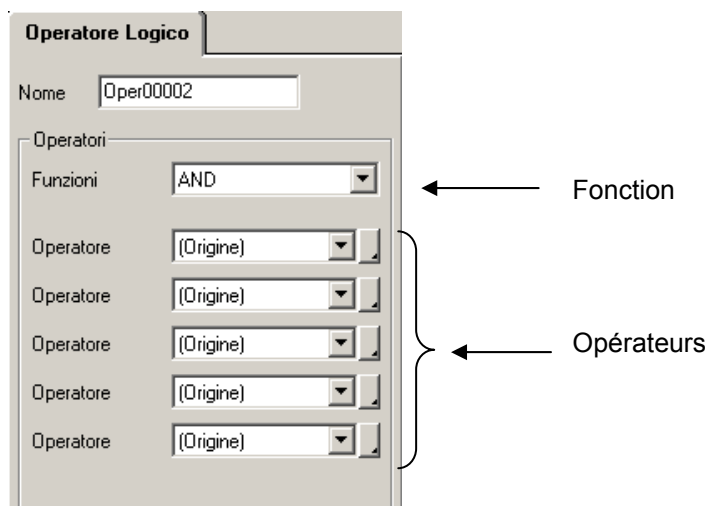 Operatore Logico
Nome Oper00002
Operatori
Funzioni AND
Fonction
Operatore (Origine)
Operatore (Origine)
Operatore (Origine)
Opérateurs
Operatore (Origine)
Operatore (Origine)